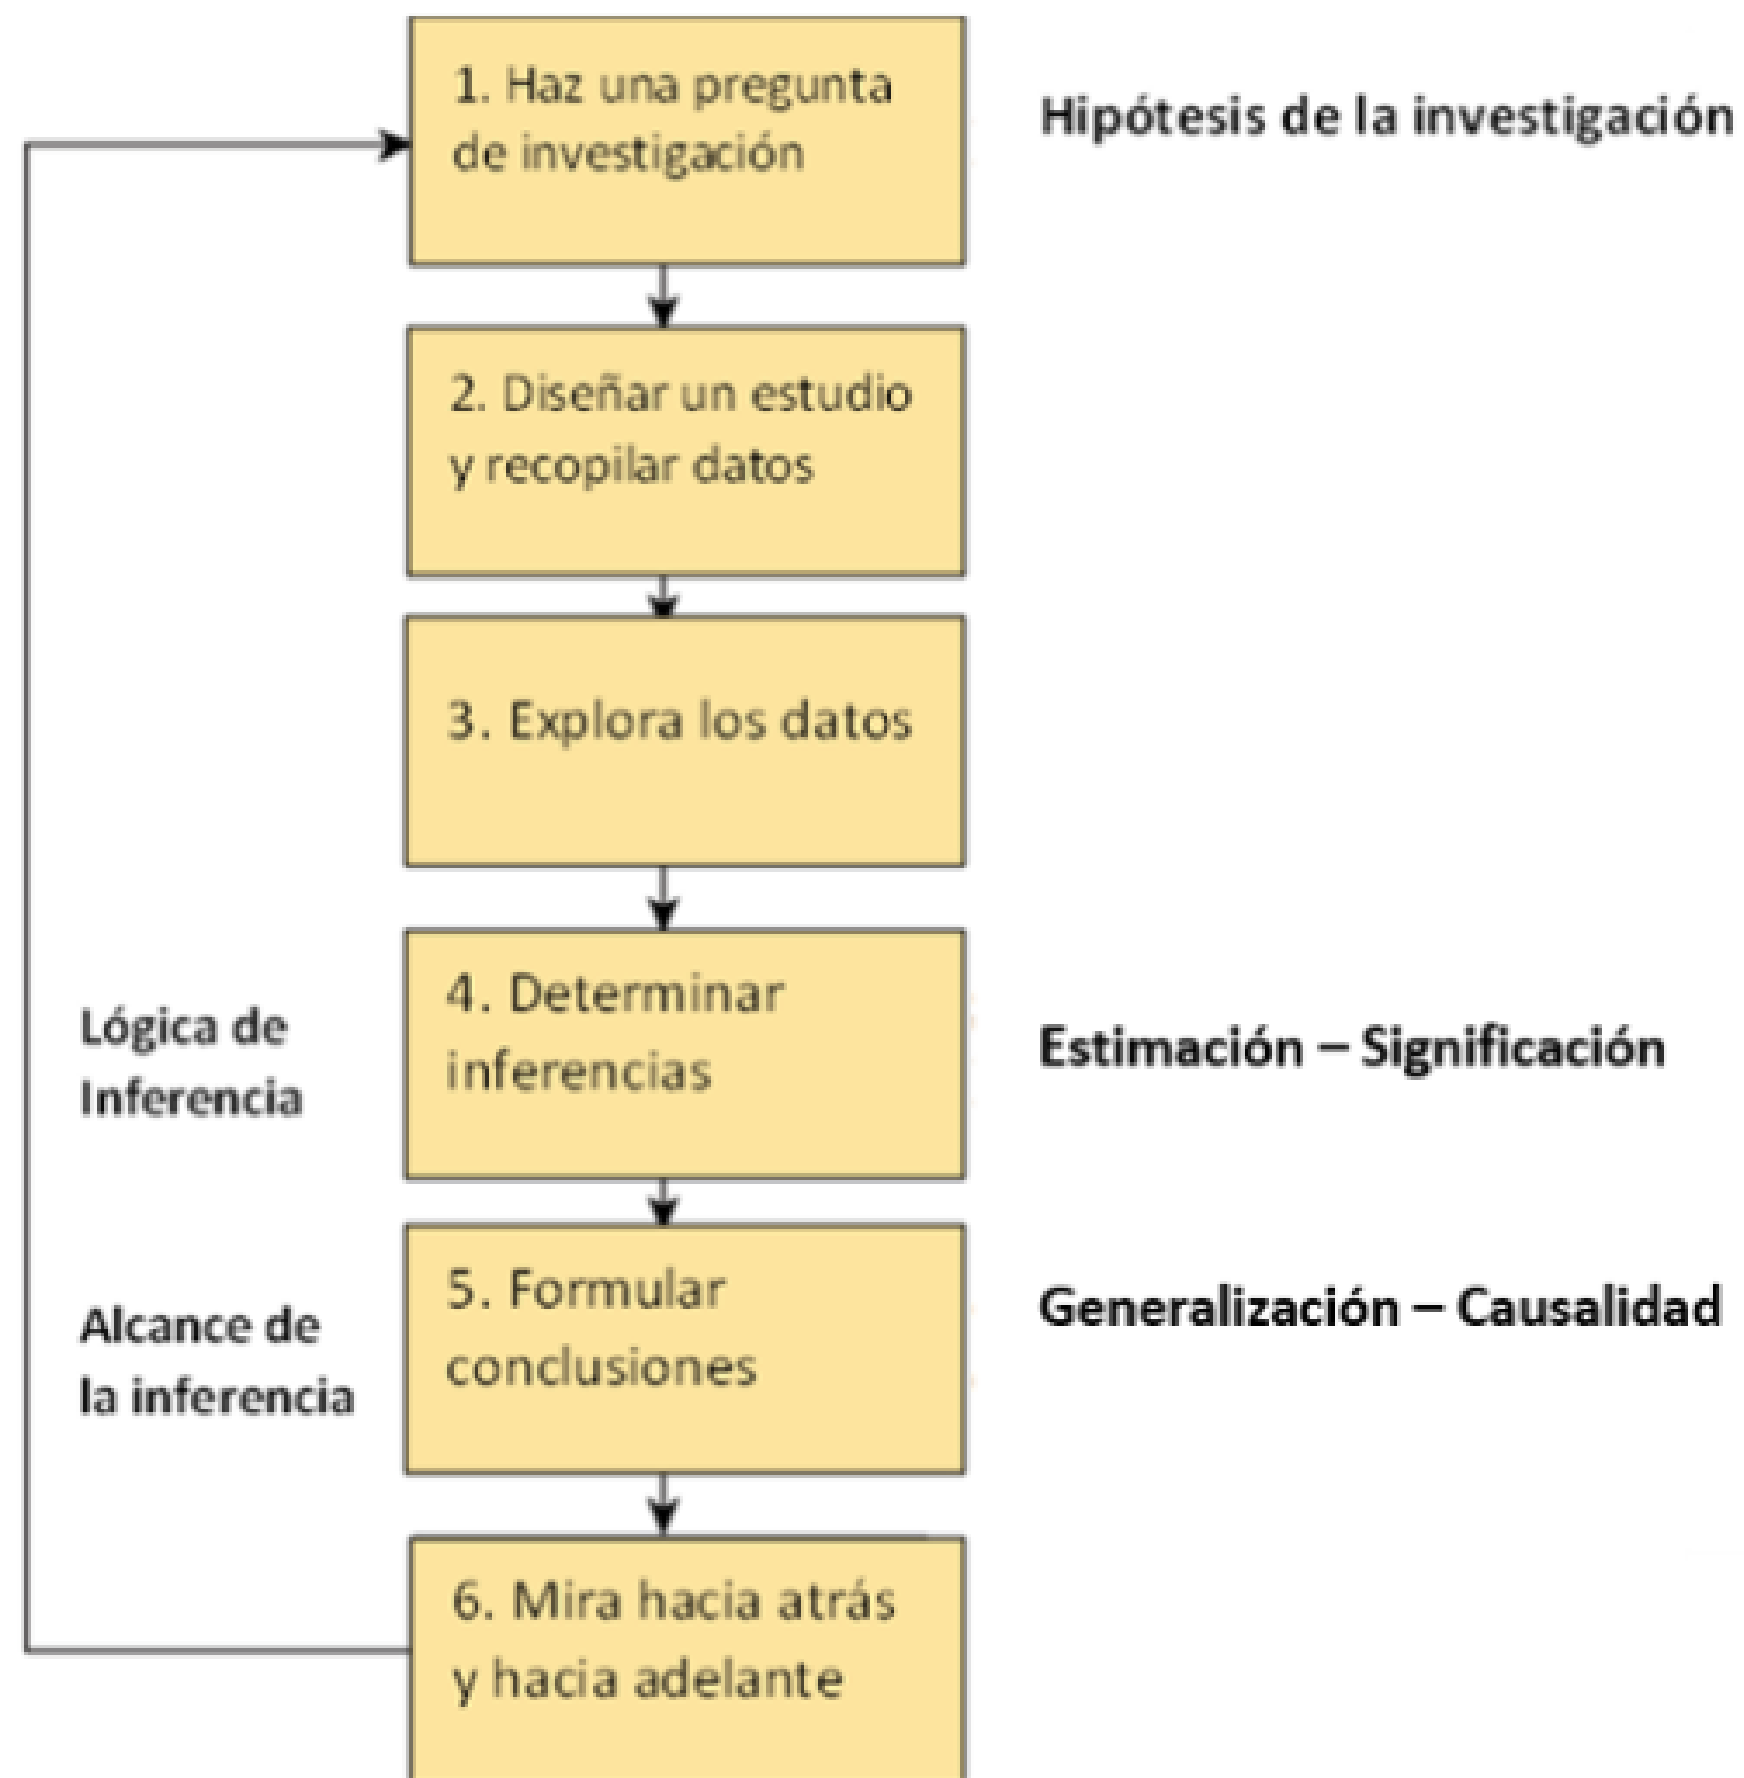 1. Haz una pregunta
de investigación
Hipótesis de la investigación
2. Diseñar un estudio
y recopilar datos
3. Explora los datos
Lógica de
Inferencia
4. Determinar
inferencias
Estimación – Significación
Alcance de
la inferencia
5. Formular
conclusiones
Generalización – Causalidad
6. Mira hacia atrás
y hacia adelante